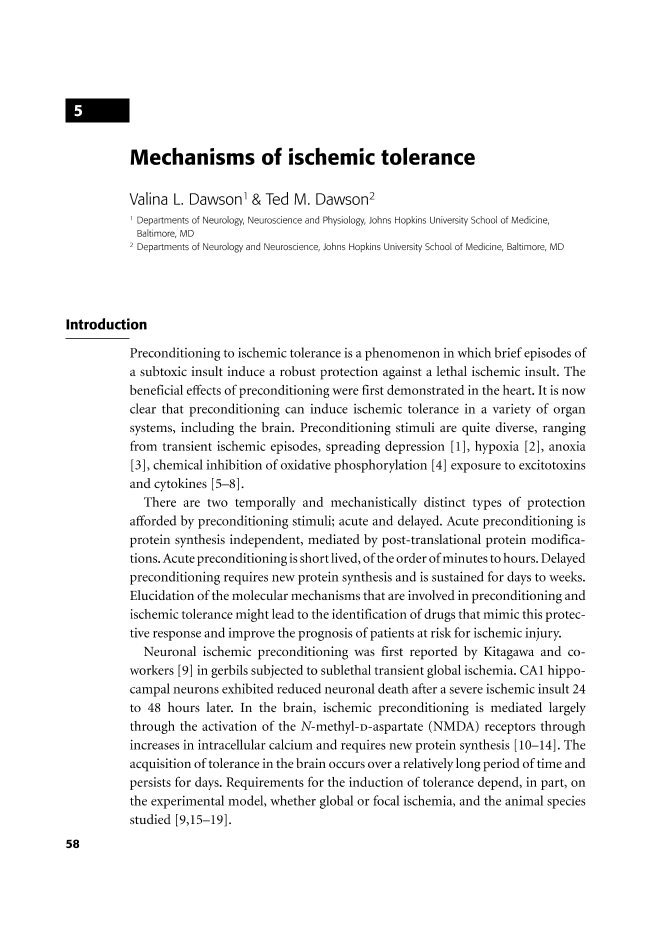 5
Mechanisms of ischemic tolerance
Valina L. Dawson1 & Ted M. Dawson2
1 Departments of Neurology, Neuroscience and Physiology, Johns Hopkins University School of Medicine,
Baltimore, MD
2 Departments of Neurology and Neuroscience, Johns Hopkins University School of Medicine, Baltimore, MD
Introduction
Preconditioning to ischemic tolerance is a phenomenon in which brief episodes of
a subtoxic insult induce a robust protection against a lethal ischemic insult. The
beneficial effects of preconditioning were first demonstrated in the heart. It is now
clear that preconditioning can induce ischemic tolerance in a variety of organ
systems, including the brain. Preconditioning stimuli are quite diverse, ranging
from transient ischemic episodes, spreading depression [1], hypoxia [2], anoxia
[3], chemical inhibition of oxidative phosphorylation [4] exposure to excitotoxins
and cytokines [5–8].
There are two temporally and mechanistically distinct types of protection
afforded by preconditioning stimuli; acute and delayed. Acute preconditioning is
protein synthesis independent, mediated by post-translational protein modifica-
tions. Acute preconditioning is short lived, of the order of minutes to hours. Delayed
preconditioning requires new protein synthesis and is sustained for days to weeks.
Elucidation of the molecular mechanisms that are involved in preconditioning and
ischemic tolerance might lead to the identification of drugs that mimic this protec-
tive response and improve the prognosis of patients at risk for ischemic injury.
Neuronal ischemic preconditioning was first reported by Kitagawa and co-
workers [9] in gerbils subjected to sublethal transient global ischemia. CA1 hippo-
campal neurons exhibited reduced neuronal death after a severe ischemic insult 24
to 48 hours later. In the brain, ischemic preconditioning is mediated largely
through the activation of the N-methyl-D-aspartate (NMDA) receptors through
increases in intracellular calcium and requires new protein synthesis [10–14]. The
acquisition of tolerance in the brain occurs over a relatively long period of time and
persists for days. Requirements for the induction of tolerance depend, in part, on
the experimental model, whether global or focal ischemia, and the animal species
studied [9,15–19].
58